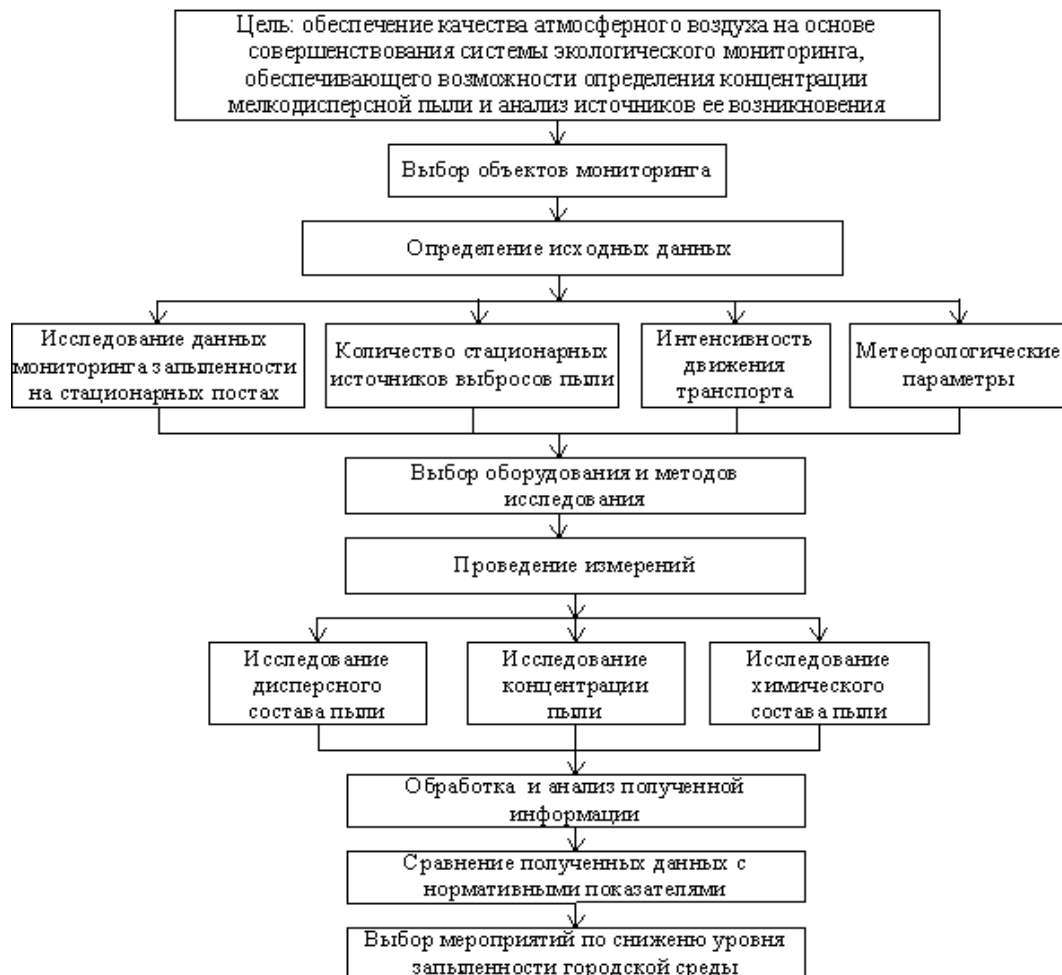 Цель: обеспечение качества атмосферного воздуха на основе
совершенствования системы экологического мониторинга,
обеспечивающего возможности определения концентрации
мелкодисперсной пыли и анализ источников ее возникновения
Выбор объектов мониторинга
Определение исходных данных
Исследование данных
мониторинга запыленности
на стационарных постах
Количество стационарных
источников выбросов пыли
Интенсивность
движения
транспорта
Метеорологические
параметры
Выбор оборудования и методов
исследования
Проведение измерений
Исследование
дисперсного
состава пыли
Исследование
концентрации
пыли
Исследование
химического
состава пыли
Обработка и анализ полученной
информации
Сравнение полученных данных с
нормативными показателями
Выбор мероприятий по сниженю уровня
запыленности городской среды